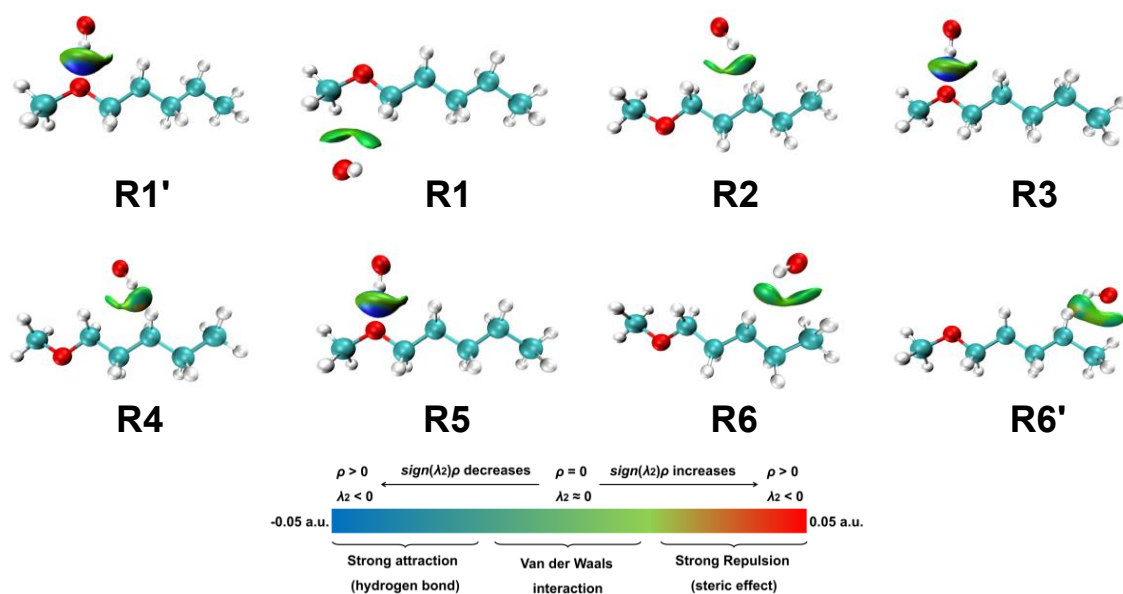 R1'
R1
R2
R3
R4
R5
R6
R6'
ρ > 0
sign(λ2)ρ decreases
ρ = 0
sign(λ2)ρ increases
ρ > 0
λ2 < 0
λ2 ≈ 0
λ2 < 0
-0.05 a.u.
0.05 a.u.
Strong attraction
(hydrogen bond)
Van der Waals
interaction
Strong Repulsion
(steric effect)